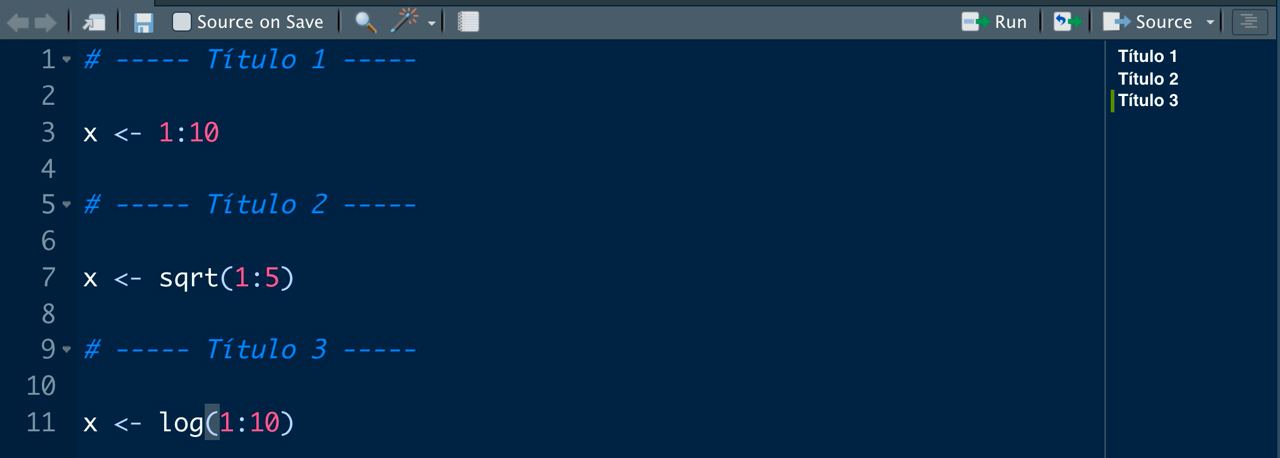 Source on Save
Run
Source
1 # ----- Título 1 -----
2
3 x <- 1:10
4
5 # ----- Título 2 -----
6
7 x <- sqrt(1:5)
8
9 # ----- Título 3 -----
10
11 x <- log(1:10)
Título 1
Título 2
Título 3